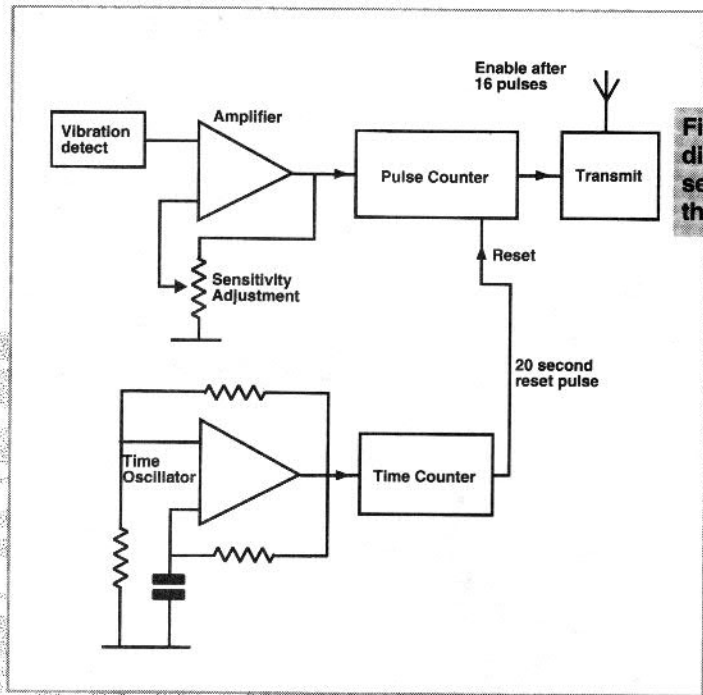 Enable after
16 pulses
Amplifier
Vibration
detect
Pulse Counter
Transmit
Reset
Sensitivity
Adjustment
20 second
reset pulse
Time
Oscillator
Time Counter